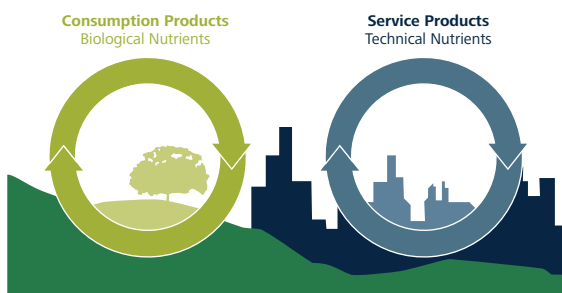 Consumption Products
Biological Nutrients
Service Products
Technical Nutrients